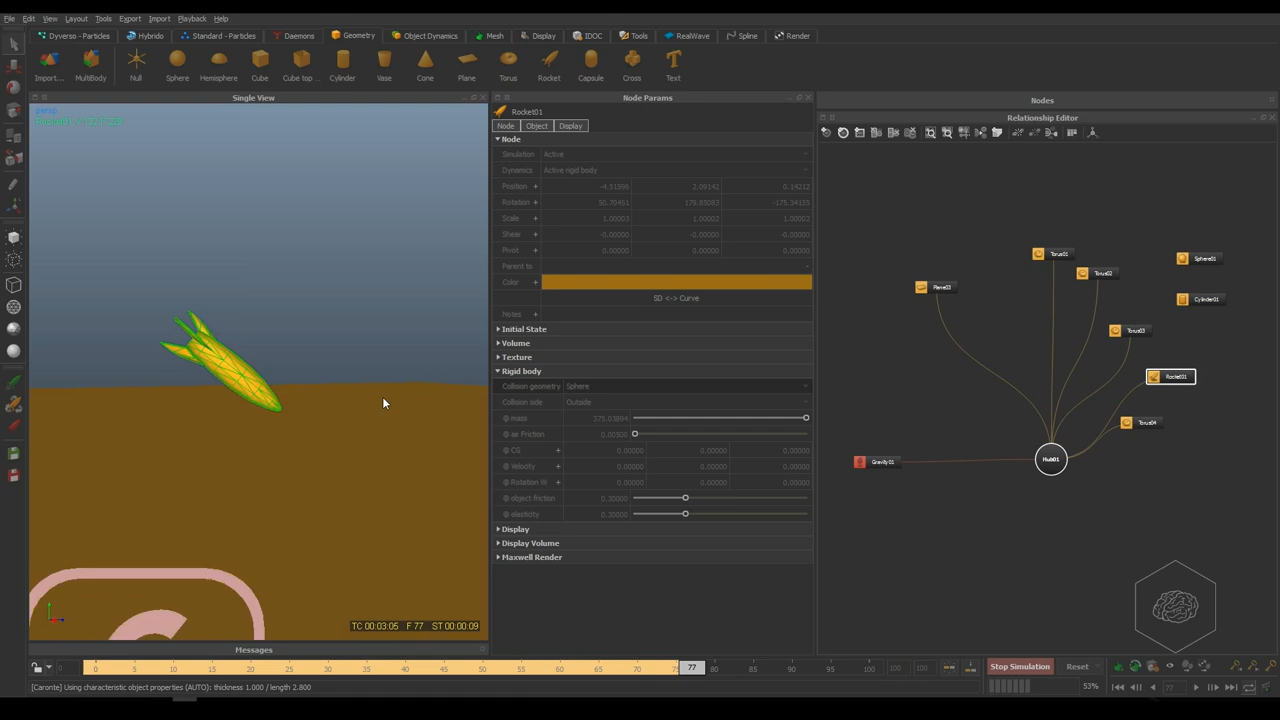 File Edit View Layout Tools Export Import Playback Help
Dyverso - Particles Hybrido Standard - Particles Daemons Geometry Object Dynamics Mesh Display IDOC Tools RealWave Spline Render
Import... MultiBody Null Sphere Hemisphere Cube Cube top ... Cylinder Vase Cone Plane Torus Rocket Capsule Cross Text
Single View
Node Params
Nodes
Relationship Editor
persp
Rocket01
Node Object Display
Node
Simulation Active
Dynamics Active rigid body
Position + -4.51598 2.09142 0.14212
Rotation + 50.70451 179.85083 -175.34155
Scale + 1.00003 1.00002 1.00002
Shear + -0.00000 -0.00000 -0.00000
Pivot + 0.00000 0.00000 0.00000
Parent to
Color
SD <-> Curve
Notes
Initial State
Volume
Texture
Rigid body
Collision geometry Sphere
Collision side Outside
@ mass 375.03894
@ air Friction 0.00500
@ CG + 0.00000 0.00000 0.00000
@ Velocity + 0.00000 0.00000 0.00000
@ Rotation W + 0.00000 0.00000 0.00000
@ object friction 0.30000
@ elasticity 0.30000
Display
Display Volume
Maxwell Render
Torus01
Sphere01
Torus02
Plane03
Cylinder01
Torus03
Rocket01
Torus04
Hub01
Gravity01
TC 00:03:05 F 77 ST 00:00:09
Messages
0 0 5 10 15 20 25 30 35 40 45 50 55 60 65 70 75 77 80 85 90 95 100 100 100
Stop Simulation Reset
[Caronte] Using characteristic object properties (AUTO): thickness 1.000 / length 2.800
53% 77